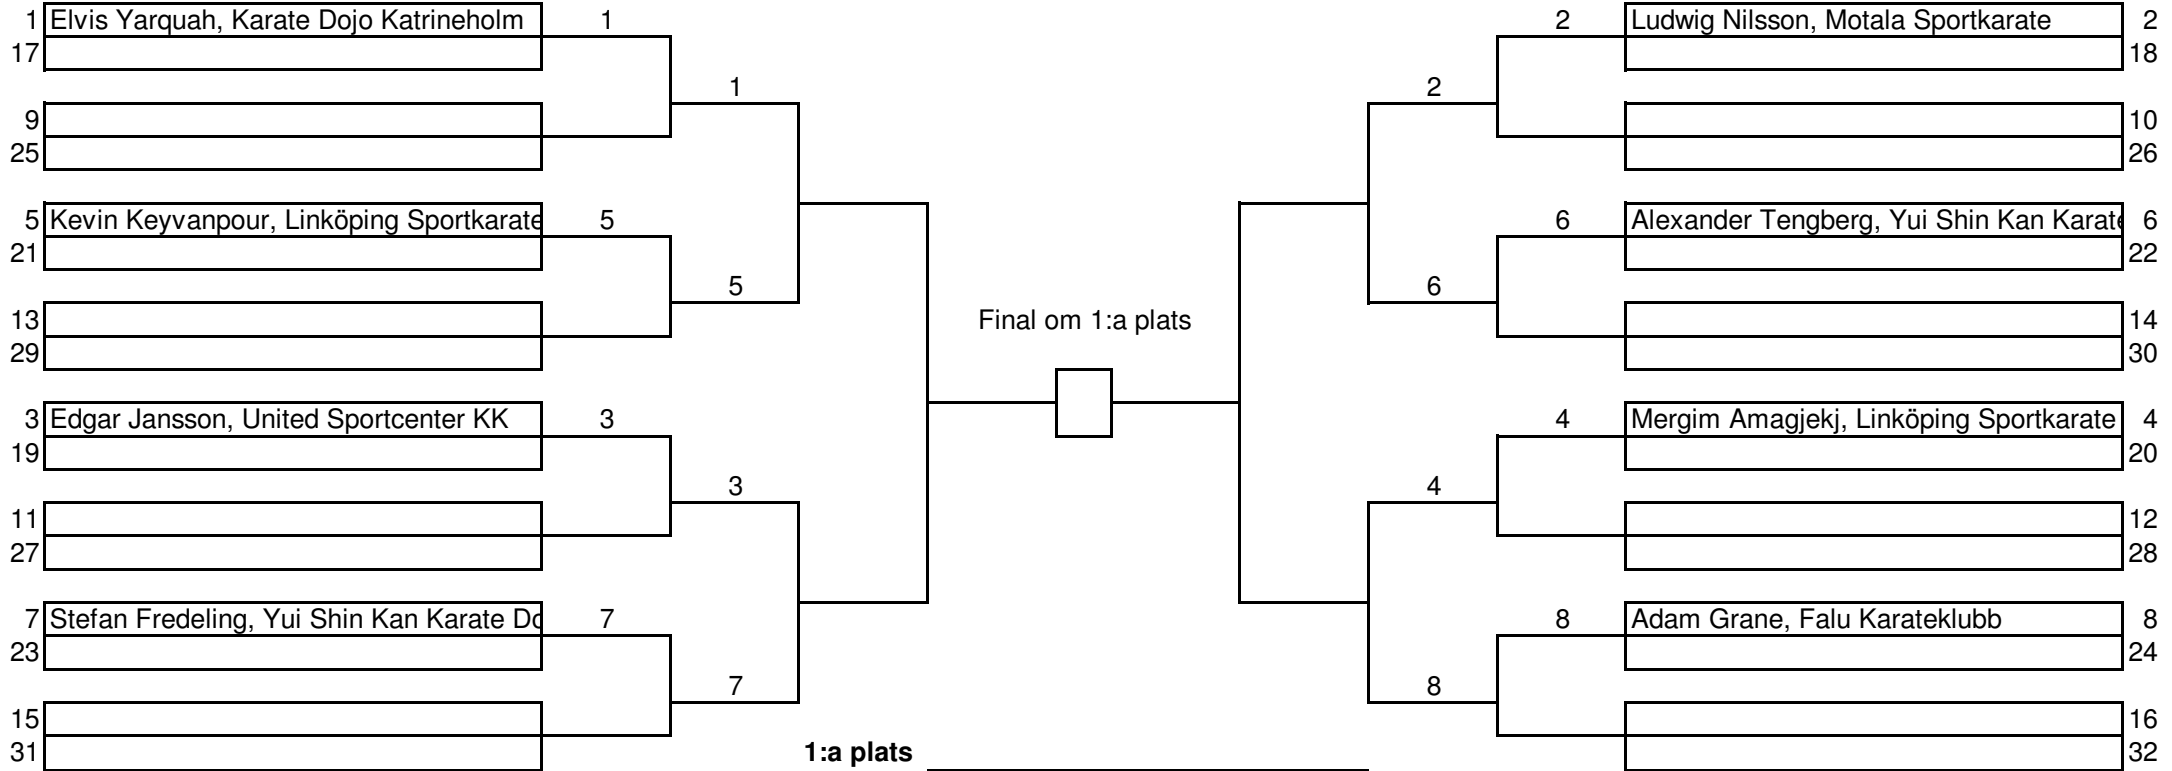 1 Elvis Yarquah, Karate Dojo Katrineholm 1 2 Ludwig Nilsson, Motala Sportkarate 2
17 18
1 2
9 10
25 26
5 Kevin Keyvanpour, Linköping Sportkarate 5 6 Alexander Tengberg, Yui Shin Kan Karate 6
21 22
5 6
13 Final om 1:a plats 14
29 30
3 Edgar Jansson, United Sportcenter KK 3 4 Mergim Amagjekj, Linköping Sportkarate 4
19 20
3 4
11 12
27 28
7 Stefan Fredeling, Yui Shin Kan Karate Do 7 8 Adam Grane, Falu Karateklubb 8
23 24
7 8
15 16
31 1:a plats 32